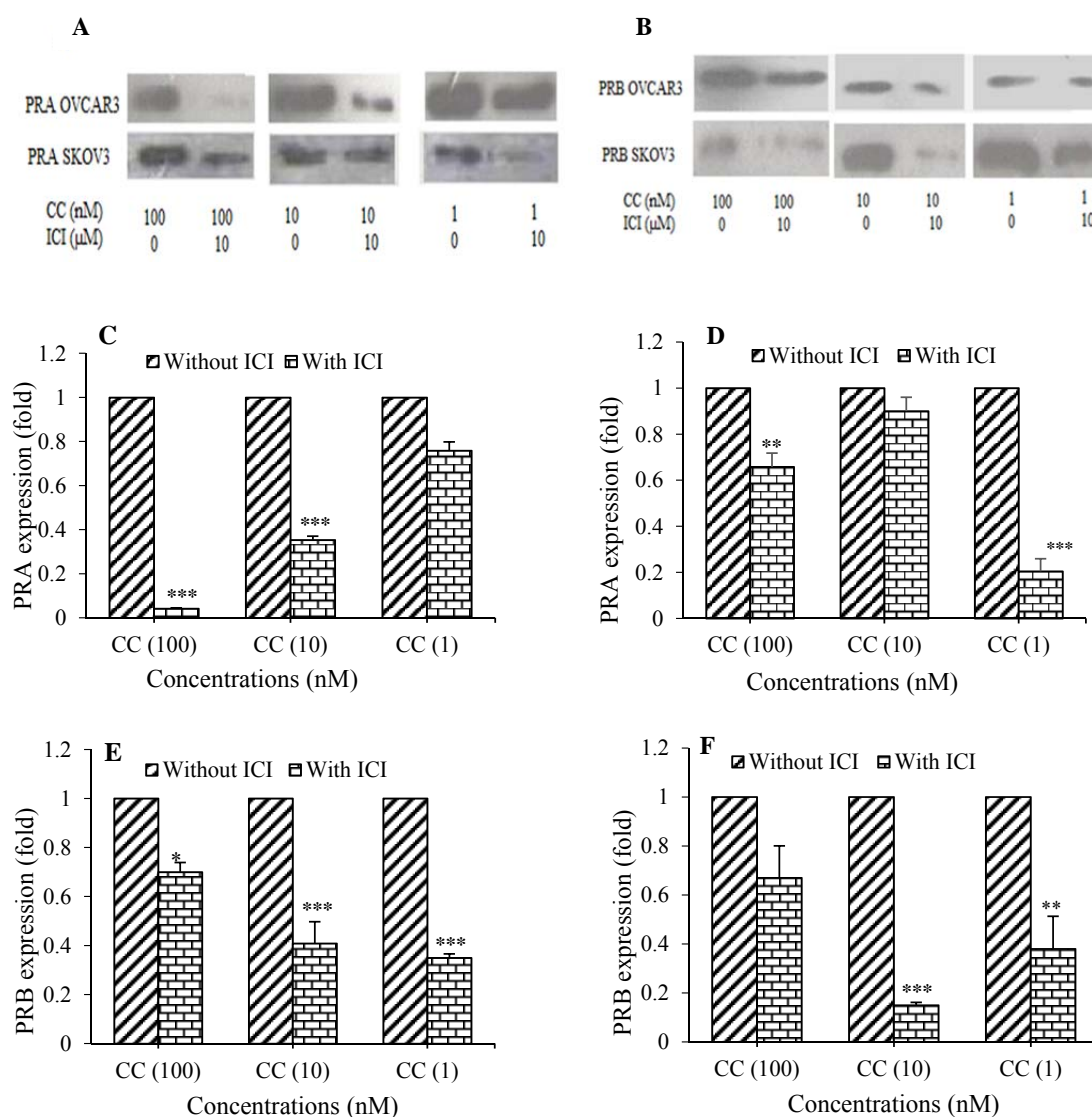 A
PRA OVCAR3
PRA SKOV3
CC (nM) 100 100 10 10 1 1
ICI (μM) 0 10 0 10 0 10
B
PRB OVCAR3
PRB SKOV3
CC (nM) 100 100 10 10 1 1
ICI (μM) 0 10 0 10 0 10
C
Without ICI With ICI
PRA expression (fold)
1.2
1
0.8
0.6
0.4
0.2
0
***
***
CC (100) CC (10) CC (1)
Concentrations (nM)
D
Without ICI With ICI
PRA expression (fold)
1.2
1
0.8
0.6
0.4
0.2
0
**
***
CC (100) CC (10) CC (1)
Concentrations (nM)
E
Without ICI With ICI
PRB expression (fold)
1.2
1
0.8
0.6
0.4
0.2
0
*
***
***
CC (100) CC (10) CC (1)
Concentrations (nM)
F
Without ICI With ICI
PRB expression (fold)
1.2
1
0.8
0.6
0.4
0.2
0
***
**
CC (100) CC (10) CC (1)
Concentrations (nM)